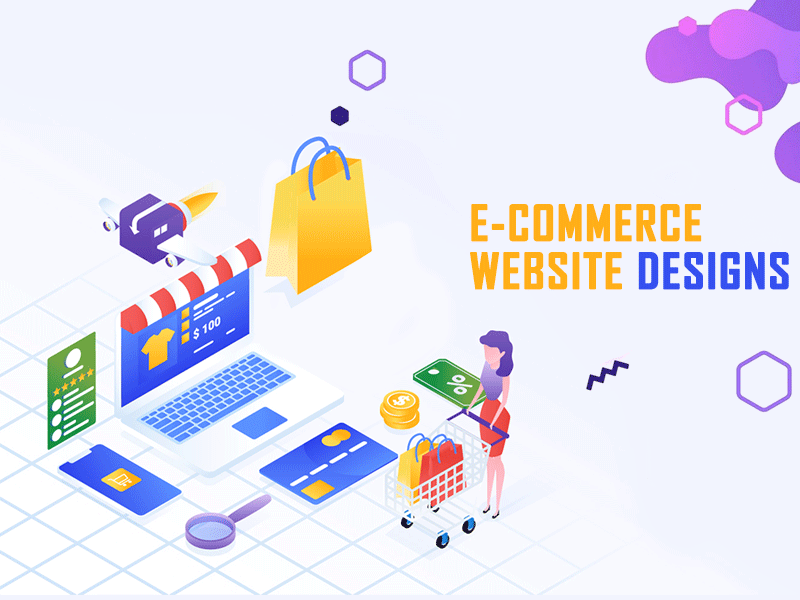 E-COMMERCE
WEBSITE DESIGNS
$ 100
%
$